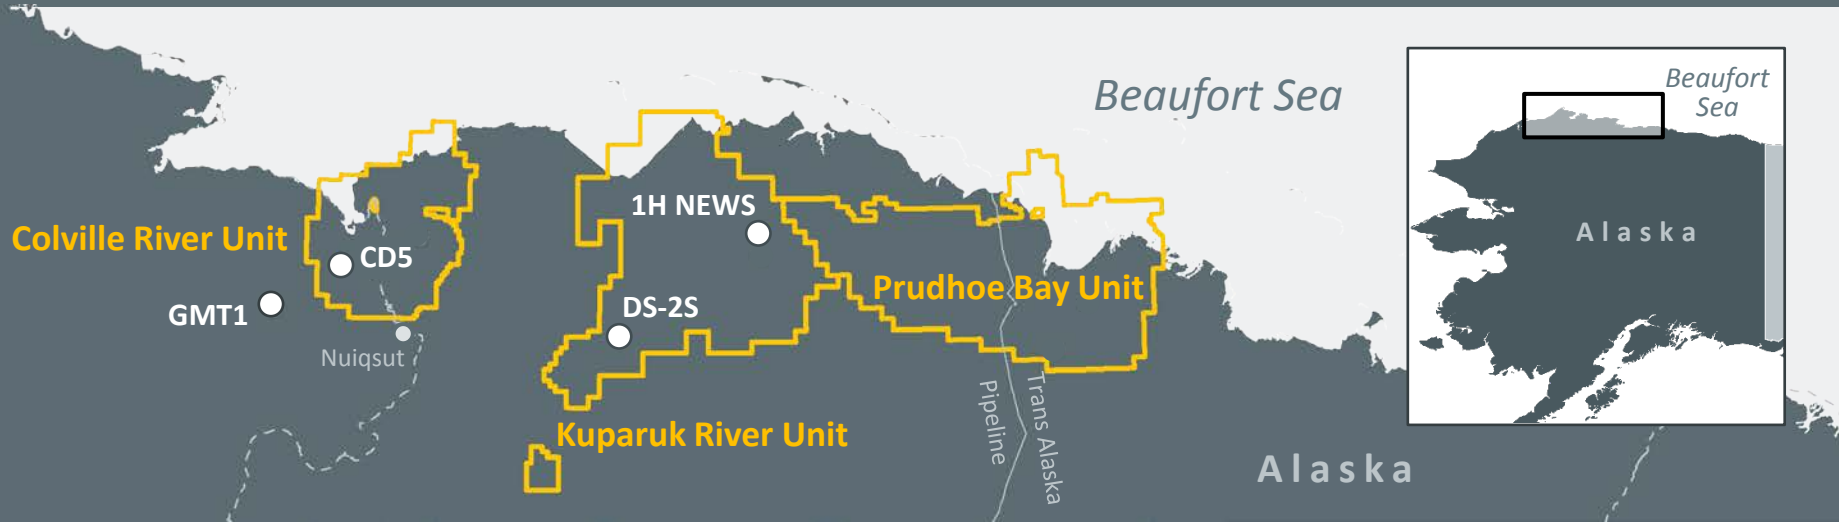 Beaufort Sea
Beaufort
Sea
Alaska
1H NEWS
Colville River Unit
CD5
Prudhoe Bay Unit
GMT1
DS-2S
Nuiqsut
Trans Alaska
Pipeline
Kuparuk River Unit
Alaska